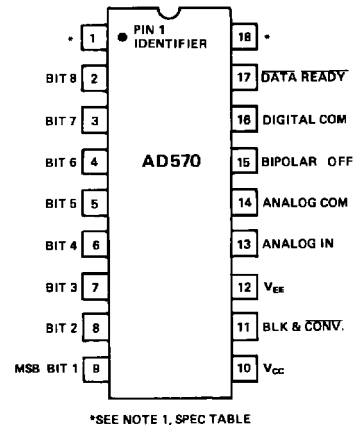 * 1 PIN 1 IDENTIFIER 18 *
BIT 8 2 17 DATA READY
BIT 7 3 16 DIGITAL COM
BIT 6 4 AD570 15 BIPOLAR OFF
BIT 5 5 14 ANALOG COM
BIT 4 6 13 ANALOG IN
BIT 3 7 12 VEE
BIT 2 8 11 BLK & CONV.
MSB BIT 1 9 10 VCC
*SEE NOTE 1, SPEC TABLE